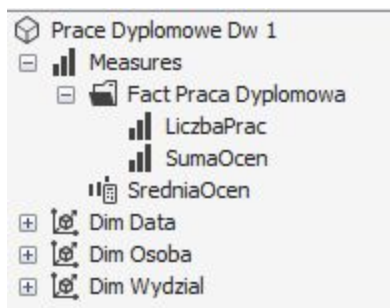 Prace Dyplomowe Dw 1
Measures
Fact Praca Dyplomowa
LiczbaPrac
SumaOcen
SredniaOcen
Dim Data
Dim Osoba
Dim Wydzial